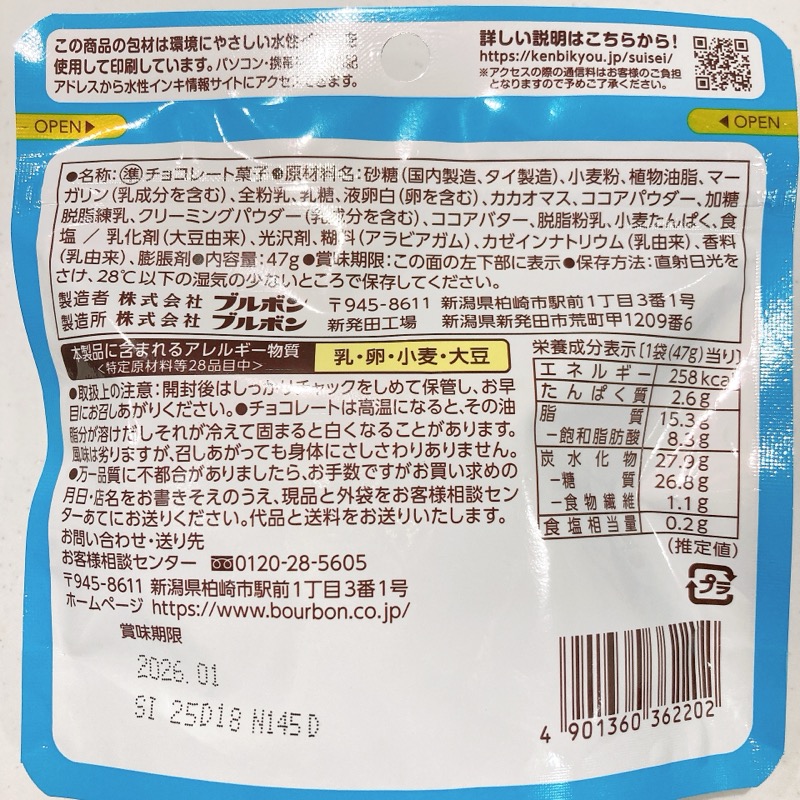 この商品の包材は環境にやさしい水性
使用して印刷しています。パソコン・携帯
アドレスから水性インキ情報サイトにアクセスできます。
詳しい説明はこちらから!
https://kenbikyou.jp/suisei/
※アクセスの際の通信料はお客様のご負担
となりますので予めご了承ください。
OPEN▶
◀OPEN
●名称:準チョコレート菓子●原材料名:砂糖(国内製造、タイ製造)、小麦粉、植物油脂、マー
ガリン(乳成分を含む)、全粉乳、乳糖、液卵白(卵を含む)、カカオマス、ココアパウダー、加糖
脱脂練乳、クリーミングパウダー(乳成分を含む)、ココアバター、脱脂粉乳、小麦たんぱく、食
塩/乳化剤(大豆由来)、光沢剤、糊料(アラビアガム)、カゼインナトリウム(乳由来)、香料
(乳由来)、膨脹剤●内容量:47g●賞味期限:この面の左下部に表示●保存方法:直射日光を
さけ、28℃以下の湿気の少ないところで保存してください。
製造者 株式会社 ブルボン 〒945-8611 新潟県柏崎市駅前1丁目3番1号
製造所 株式会社 ブルボン 新発田工場 新潟県新発田市荒町甲1209番6
本製品に含まれるアレルギー物質
<特定原材料等28品目中>
乳・卵・小麦・大豆
●取扱上の注意:開封後はしっかりチャックをしめて保管し、お早
目にお召しあがりください。●チョコレートは高温になると、その油
脂分が溶けだしそれが冷えて固まると白くなることがあります。
風味は劣りますが、召しあがっても身体にさしさわりありません。
●万一品質に不都合がありましたら、お手数ですがお買い求めの
月日・店名をお書きそえのうえ、現品と外袋をお客様相談セン
ターあてにお送りください。代品と送料をお送りいたします。
お問い合わせ・送り先
お客様相談センター 0120-28-5605
〒945-8611 新潟県柏崎市駅前1丁目3番1号
ホームページ https://www.bourbon.co.jp/
栄養成分表示〔1袋(47g)当り〕
エネルギー 258kcal
たんぱく質 2.6g
脂質 15.3g
-飽和脂肪酸 8.3g
炭水化物 27.9g
-糖質 26.8g
-食物繊維 1.1g
食塩相当量 0.2g
(推定値)
プラ
賞味期限
2026.01
SI 25D18 N145D
4 901360 362202